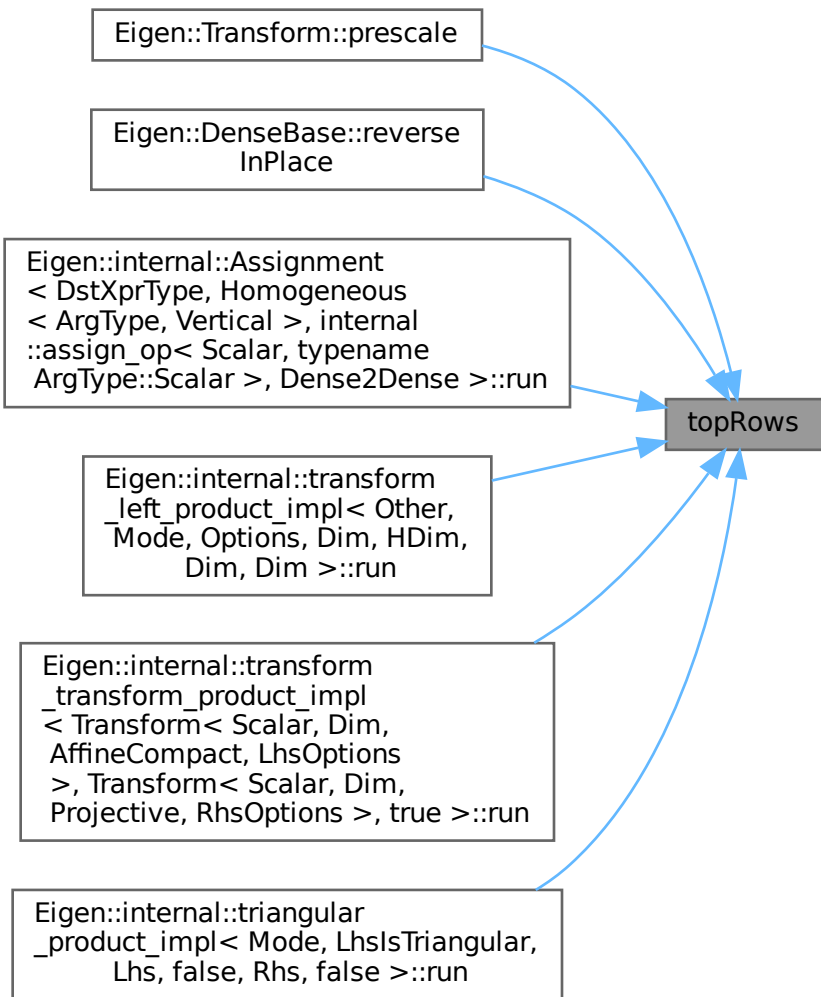 Eigen::Transform::prescale
Eigen::DenseBase::reverse
InPlace
Eigen::internal::Assignment
< DstXprType, Homogeneous
< ArgType, Vertical >, internal
::assign_op< Scalar, typename
ArgType::Scalar >, Dense2Dense >::run
topRows
Eigen::internal::transform
_left_product_impl< Other,
Mode, Options, Dim, HDim,
Dim, Dim >::run
Eigen::internal::transform
_transform_product_impl
< Transform< Scalar, Dim,
AffineCompact, LhsOptions
>, Transform< Scalar, Dim,
Projective, RhsOptions >, true >::run
Eigen::internal::triangular
_product_impl< Mode, LhsIsTriangular,
Lhs, false, Rhs, false >::run